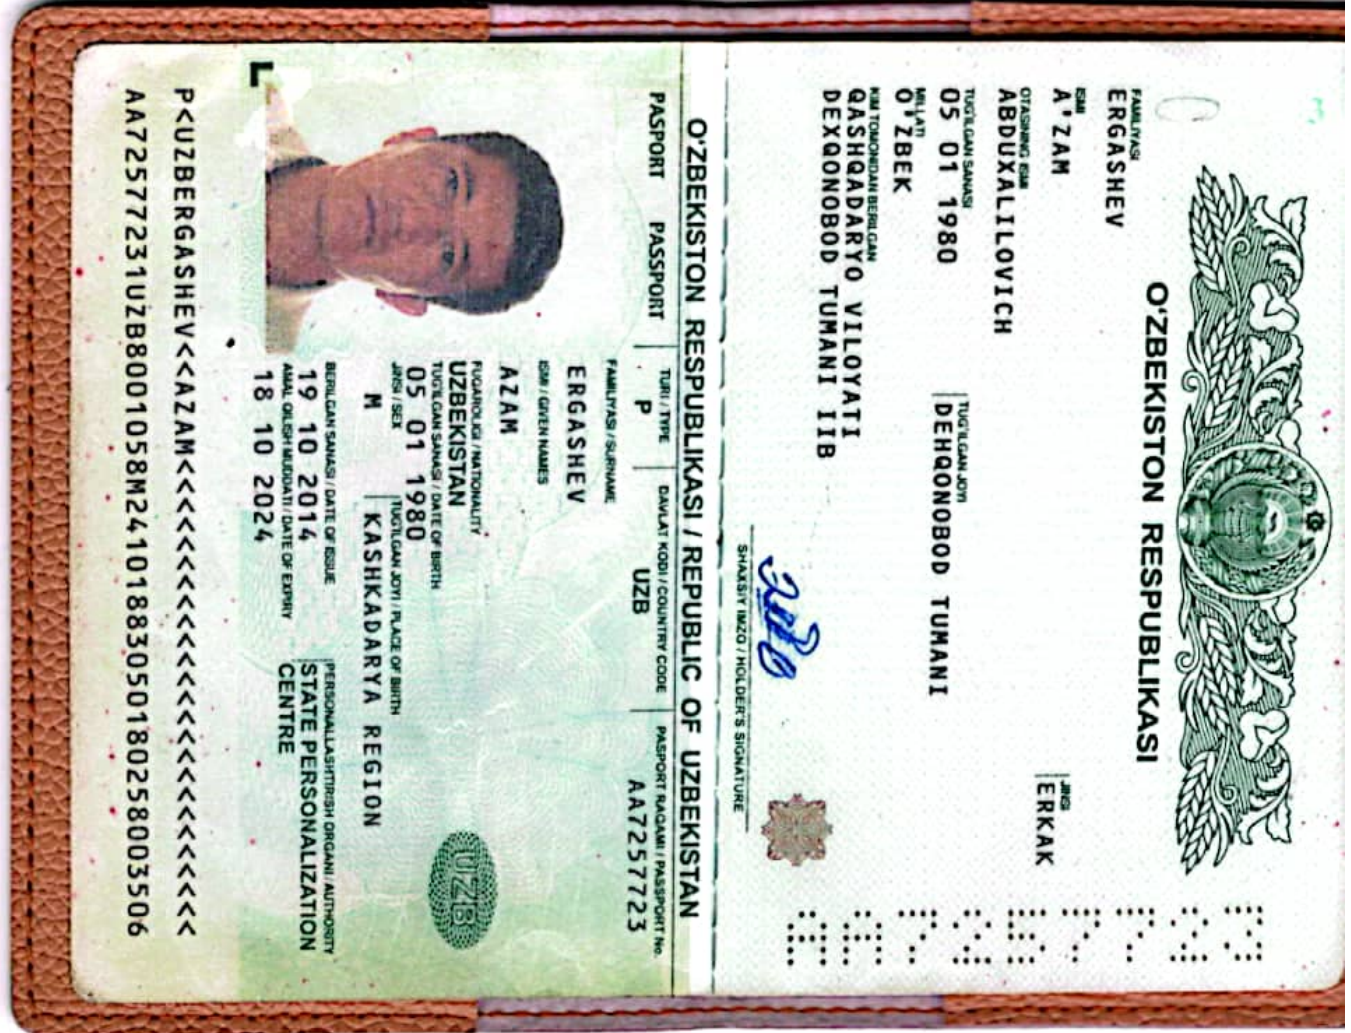 O'ZBEKISTON RESPUBLIKASI
FAMILIYASI
ERGASHEV
ISMI
A'ZAM
JINSI
ERKAK
OTASINING ISMI
ABDUXALILOVICH
TUG'ILGAN SANASI
05 01 1980
TUG'ILGAN JOYI
DEHQONOBOD TUMANI
MILLATI
O'ZBEK
KIM TOMONIDAN BERILGAN
QASHQADARYO VILOYATI
DEXQONOBOD TUMANI IIB
SHAXSIY IMZO / HOLDER'S SIGNATURE
AA7257723
O'ZBEKISTON RESPUBLIKASI / REPUBLIC OF UZBEKISTAN
PASPORT PASSPORT
TURI / TYPE
P
DAVLAT KODI / COUNTRY CODE
UZB
PASPORT RAQAMI / PASSPORT No.
AA7257723
FAMILIYASI / SURNAME
ERGASHEV
ISMI / GIVEN NAMES
AZAM
FUQAROLIGI / NATIONALITY
UZBEKISTAN
TUG'ILGAN SANASI / DATE OF BIRTH
05 01 1980
JINSI / SEX
M
TUG'ILGAN JOYI / PLACE OF BIRTH
KASHKADARYA REGION
BERILGAN SANASI / DATE OF ISSUE
19 10 2014
AMAL QILISH MUDDATI / DATE OF EXPIRY
18 10 2024
PERSONALLASHTIRISH ORGANI / AUTHORITY
STATE PERSONALIZATION
CENTRE
UZB
P<UZBERGASHEV<<AZAM<<<<<<<<<<<<<<<<<<<<<<<<<
AA72577231UZB8001058M24101883050180258003506